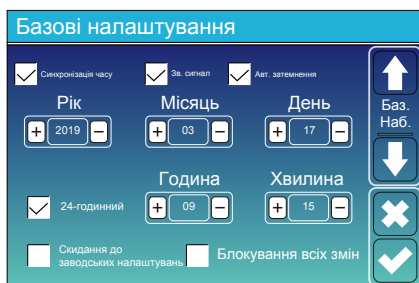 Базові налаштування
Синхронізація часу Зв. сигнал Авт. затемнення
Рік Місяць День
+ 2019 − + 03 − + 17 −
Баз.
Наб.
Година Хвилина
24-годинний + 09 − + 15 −
Скидання до
заводських налаштувань
Блокування всіх змін